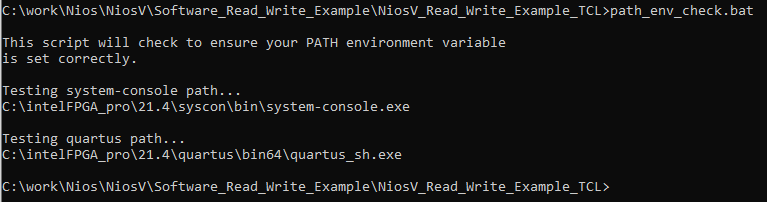 C:\work\Nios\NiosV\Software_Read_Write_Example\NiosV_Read_Write_Example_TCL>path_env_check.bat
This script will check to ensure your PATH environment variable
is set correctly.
Testing system-console path...
C:\intelFPGA_pro\21.4\syscon\bin\system-console.exe
Testing quartus path...
C:\intelFPGA_pro\21.4\quartus\bin64\quartus_sh.exe
C:\work\Nios\NiosV\Software_Read_Write_Example\NiosV_Read_Write_Example_TCL>